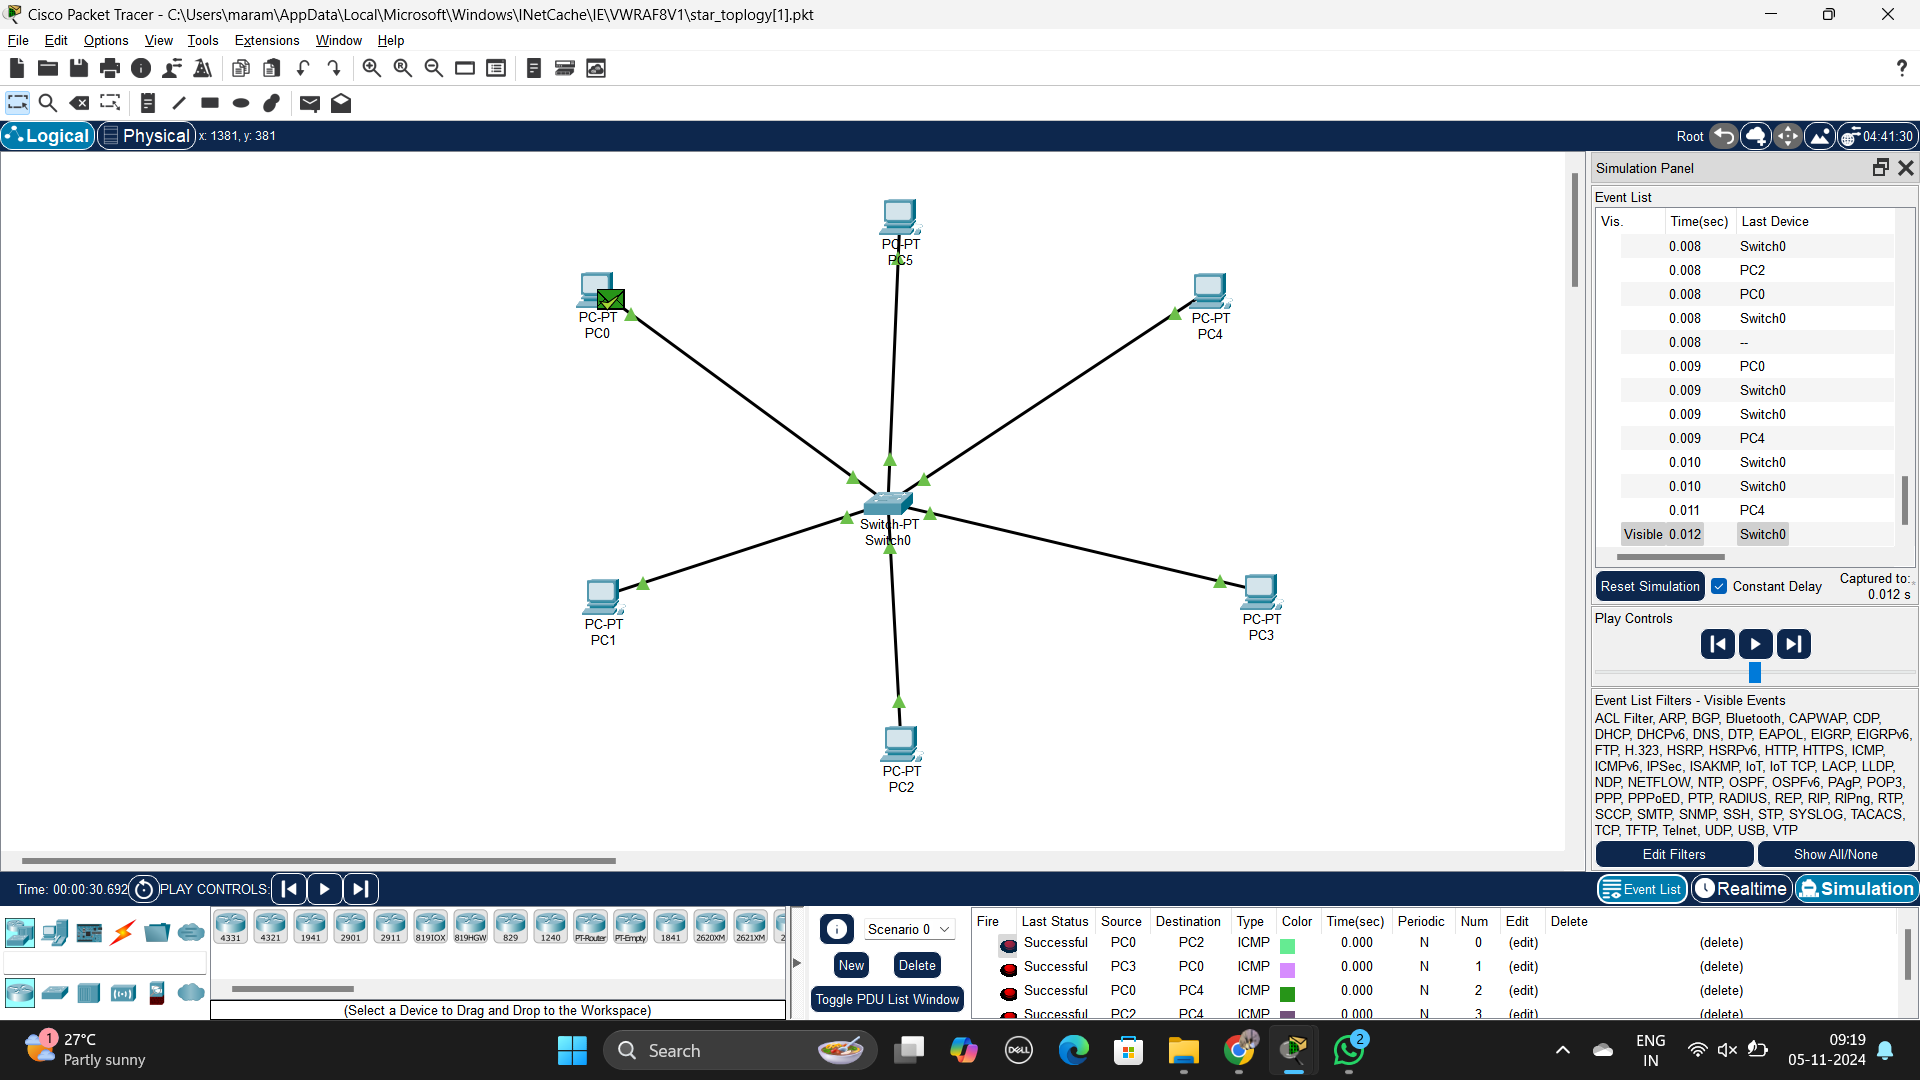 Cisco Packet Tracer - C:\Users\maram\AppData\Local\Microsoft\Windows\INetCache\IE\VWRAF8V1\star_toplogy[1].pkt
File Edit Options View Tools Extensions Window Help
?
Logical Physical x: 1381, y: 381 Root 04:41:30
PC-PT
PC5
PC-PT
PC0
PC-PT
PC4
Switch-PT
Switch0
PC-PT
PC1
PC-PT
PC3
PC-PT
PC2
Simulation Panel
Event List
Vis. Time(sec) Last Device
0.008 Switch0
0.008 PC2
0.008 PC0
0.008 Switch0
0.008 --
0.009 PC0
0.009 Switch0
0.009 Switch0
0.009 PC4
0.010 Switch0
0.010 Switch0
0.011 PC4
Visible 0.012 Switch0
Reset Simulation Constant Delay Captured to:
0.012 s
Play Controls
Event List Filters - Visible Events
ACL Filter, ARP, BGP, Bluetooth, CAPWAP, CDP,
DHCP, DHCPv6, DNS, DTP, EAPOL, EIGRP, EIGRPv6,
FTP, H.323, HSRP, HSRPv6, HTTP, HTTPS, ICMP,
ICMPv6, IPSec, ISAKMP, IoT, IoT TCP, LACP, LLDP,
NDP, NETFLOW, NTP, OSPF, OSPFv6, PAgP, POP3,
PPP, PPPoED, PTP, RADIUS, REP, RIP, RIPng, RTP,
SCCP, SMTP, SNMP, SSH, STP, SYSLOG, TACACS,
TCP, TFTP, Telnet, UDP, USB, VTP
Edit Filters Show All/None
Time: 00:00:30.692 PLAY CONTROLS: Event List Realtime Simulation
4331 4321 1941 2901 2911 819IOX 819HGW 829 1240 PT-Router PT-Empty 1841 2620XM 2621XM 2
(Select a Device to Drag and Drop to the Workspace)
Scenario 0
New Delete
Toggle PDU List Window
Fire Last Status Source Destination Type Color Time(sec) Periodic Num Edit Delete
Successful PC0 PC2 ICMP 0.000 N 0 (edit) (delete)
Successful PC3 PC0 ICMP 0.000 N 1 (edit) (delete)
Successful PC0 PC4 ICMP 0.000 N 2 (edit) (delete)
Successful PC2 PC4 ICMP 0.000 N 3 (edit) (delete)
1
27°C
Partly sunny
Search
DELL
2
ENG
IN
09:19
05-11-2024